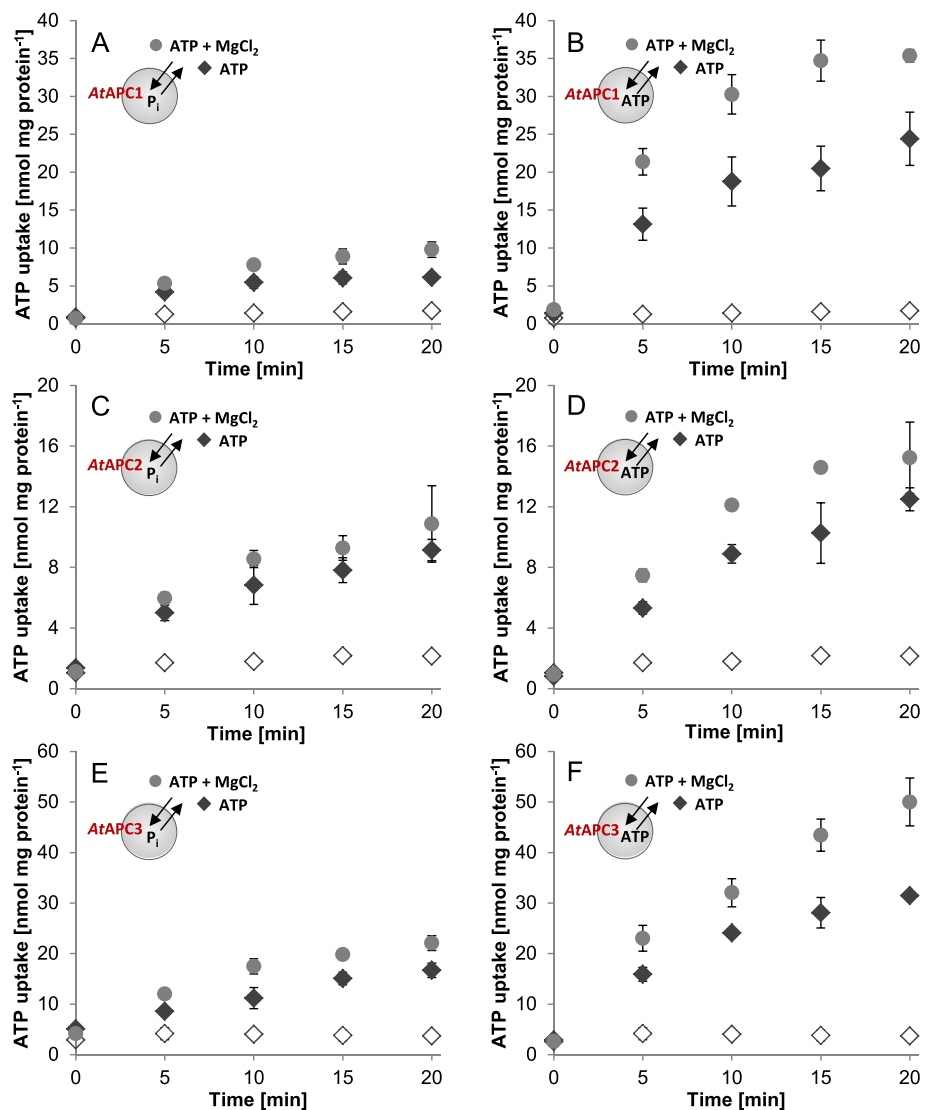 A
ATP + MgCl₂
ATP
AtAPC1
Pᵢ
ATP uptake [nmol mg protein⁻¹]
40
35
30
25
20
15
10
5
0
0 5 10 15 20
Time [min]
B
ATP + MgCl₂
ATP
AtAPC1
ATP
ATP uptake [nmol mg protein⁻¹]
40
35
30
25
20
15
10
5
0
0 5 10 15 20
Time [min]
C
ATP + MgCl₂
ATP
AtAPC2
Pᵢ
ATP uptake [nmol mg protein⁻¹]
20
16
12
8
4
0
0 5 10 15 20
Time [min]
D
ATP + MgCl₂
ATP
AtAPC2
ATP
ATP uptake [nmol mg protein⁻¹]
20
16
12
8
4
0
0 5 10 15 20
Time [min]
E
ATP + MgCl₂
ATP
AtAPC3
Pᵢ
ATP uptake [nmol mg protein⁻¹]
60
50
40
30
20
10
0
0 5 10 15 20
Time [min]
F
ATP + MgCl₂
ATP
AtAPC3
ATP
ATP uptake [nmol mg protein⁻¹]
60
50
40
30
20
10
0
0 5 10 15 20
Time [min]